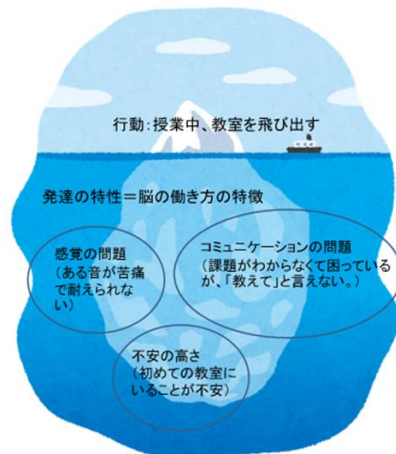 行動:授業中、教室を飛び出す
発達の特性=脳の働き方の特徴
感覚の問題
(ある音が苦痛
で耐えられな
い)
コミュニケーションの問題
(課題がわからなくて困っている
が、「教えて」と言えない。)
不安の高さ
(初めての教室に
いることが不安)